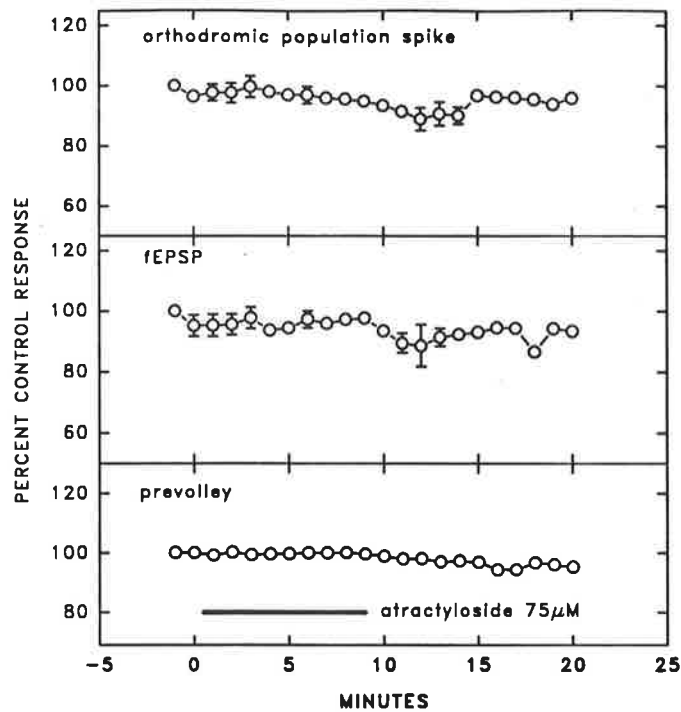 120
orthodromic population spike
100
80
60
120
fEPSP
100
80
60
120
prevolley
100
80
atractyloside 75μM
-5 0 5 10 15 20 25
MINUTES
PERCENT CONTROL RESPONSE